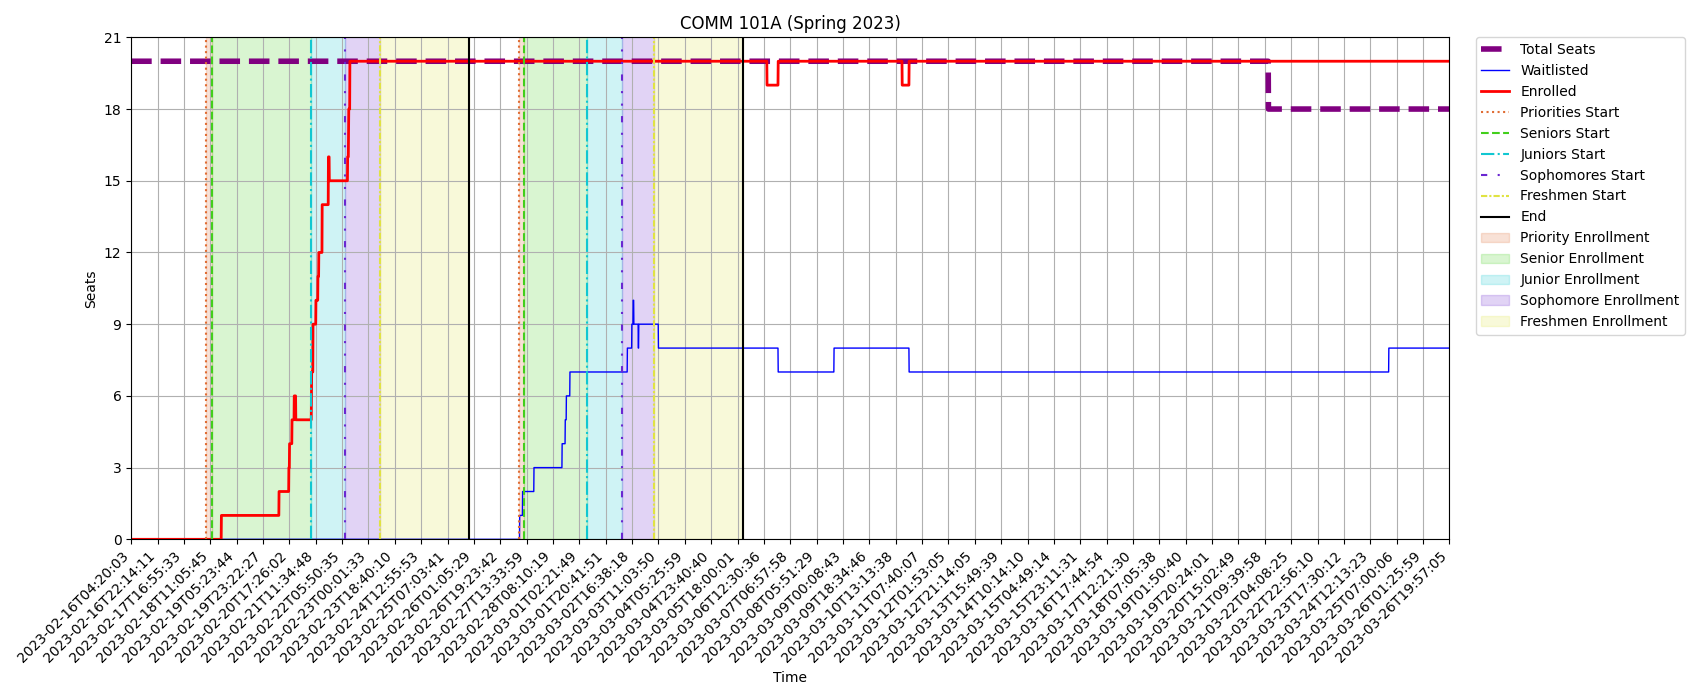 COMM 101A (Spring 2023)
Seats
21
18
15
12
9
6
3
0
2023-02-16T04:20:03
2023-02-16T22:14:11
2023-02-17T16:55:33
2023-02-18T11:05:45
2023-02-19T05:23:44
2023-02-19T23:22:27
2023-02-20T17:26:02
2023-02-21T11:34:48
2023-02-22T05:50:35
2023-02-23T00:01:33
2023-02-23T18:40:10
2023-02-24T12:55:53
2023-02-25T07:03:41
2023-02-26T01:05:29
2023-02-26T19:23:42
2023-02-27T13:33:59
2023-02-28T08:10:19
2023-03-01T02:21:49
2023-03-01T20:41:51
2023-03-02T16:38:18
2023-03-03T11:03:50
2023-03-04T05:25:59
2023-03-04T23:40:40
2023-03-05T18:00:01
2023-03-06T12:30:36
2023-03-07T06:57:58
2023-03-08T05:51:29
2023-03-09T00:08:43
2023-03-09T18:34:46
2023-03-10T13:13:38
2023-03-11T07:40:07
2023-03-12T01:53:05
2023-03-12T21:14:05
2023-03-13T15:49:39
2023-03-14T10:14:10
2023-03-15T04:49:14
2023-03-15T23:11:31
2023-03-16T17:44:54
2023-03-17T12:21:30
2023-03-18T07:05:38
2023-03-19T01:50:40
2023-03-19T20:24:01
2023-03-20T15:02:49
2023-03-21T09:39:58
2023-03-22T04:08:25
2023-03-22T22:56:10
2023-03-23T17:30:12
2023-03-24T12:13:23
2023-03-25T07:00:06
2023-03-26T01:25:59
2023-03-26T19:57:05
Time
Total Seats
Waitlisted
Enrolled
Priorities Start
Seniors Start
Juniors Start
Sophomores Start
Freshmen Start
End
Priority Enrollment
Senior Enrollment
Junior Enrollment
Sophomore Enrollment
Freshmen Enrollment